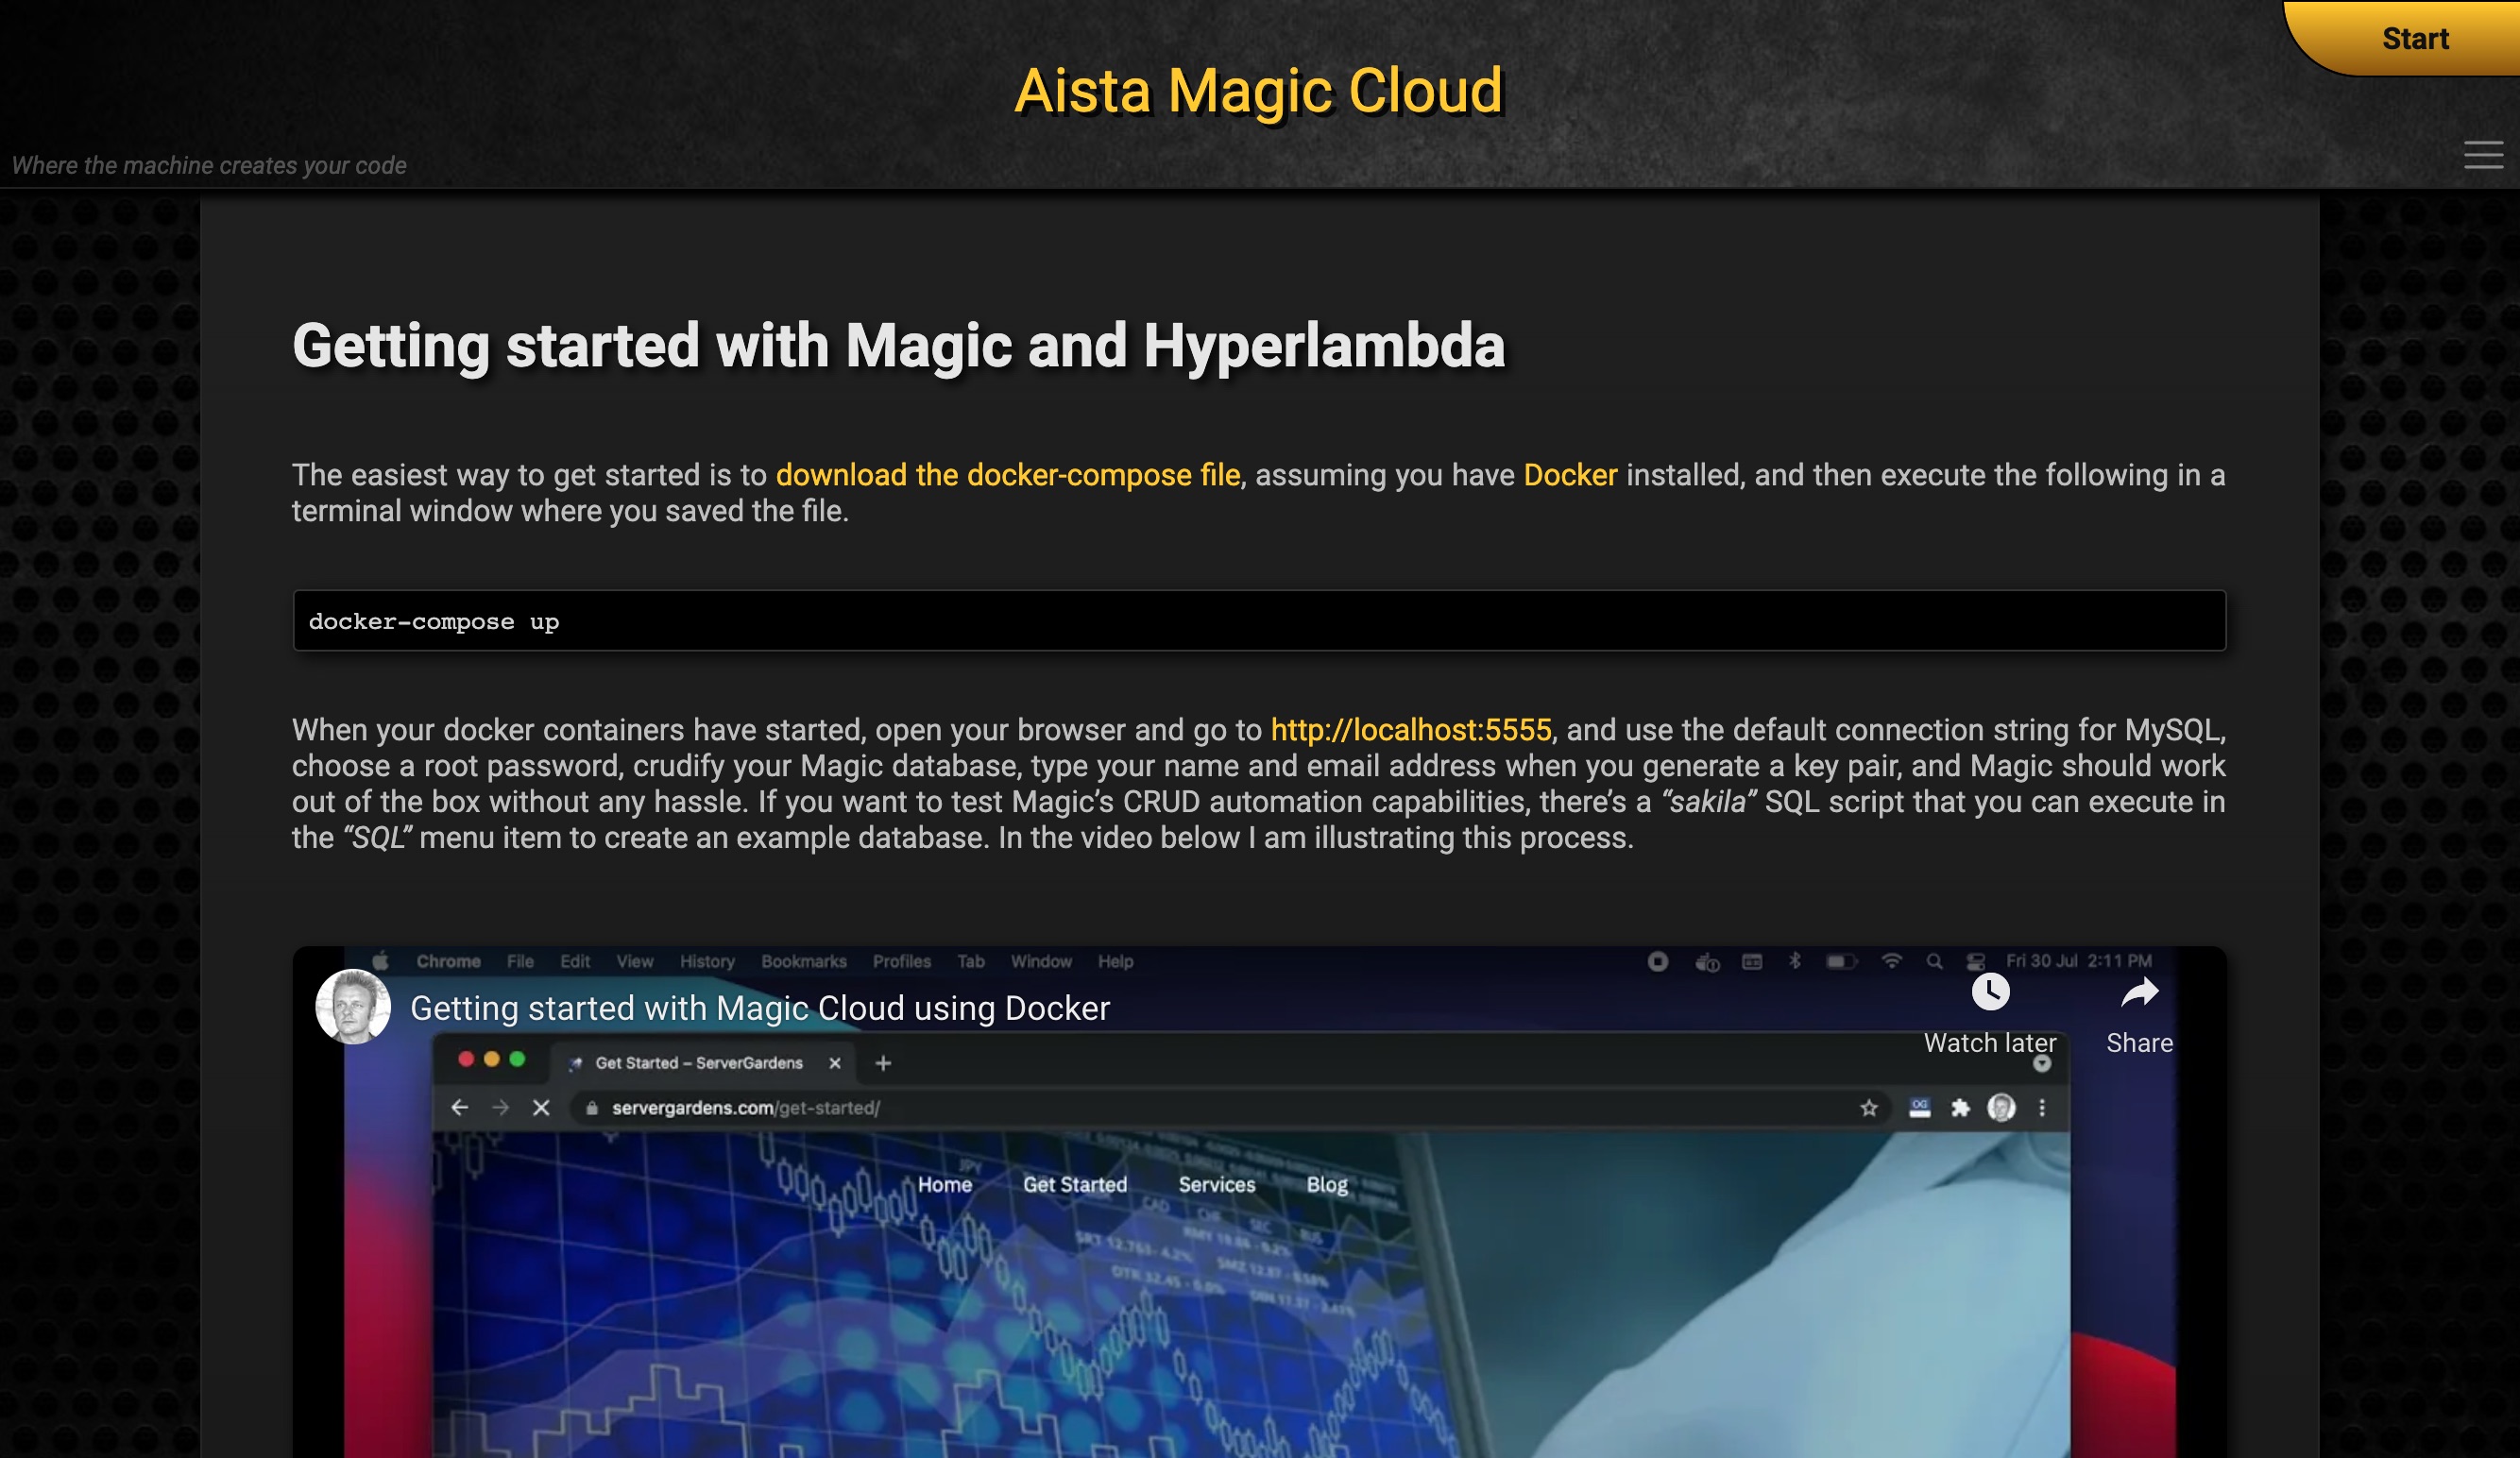 Start
Aista Magic Cloud
Where the machine creates your code
Getting started with Magic and Hyperlambda
The easiest way to get started is to download the docker-compose file, assuming you have Docker installed, and then execute the following in a
terminal window where you saved the file.
docker-compose up
When your docker containers have started, open your browser and go to http://localhost:5555, and use the default connection string for MySQL,
choose a root password, crudify your Magic database, type your name and email address when you generate a key pair, and Magic should work
out of the box without any hassle. If you want to test Magic’s CRUD automation capabilities, there’s a “sakila” SQL script that you can execute in
the “SQL” menu item to create an example database. In the video below I am illustrating this process.
Chrome File Edit View History Bookmarks Profiles Tab Window Help Fri 30 Jul 2:11 PM
Getting started with Magic Cloud using Docker
Watch later Share
Get Started – ServerGardens
servergardens.com/get-started/
OG
JPY
Home Get Started Services Blog
CAD CHF SEC RUS